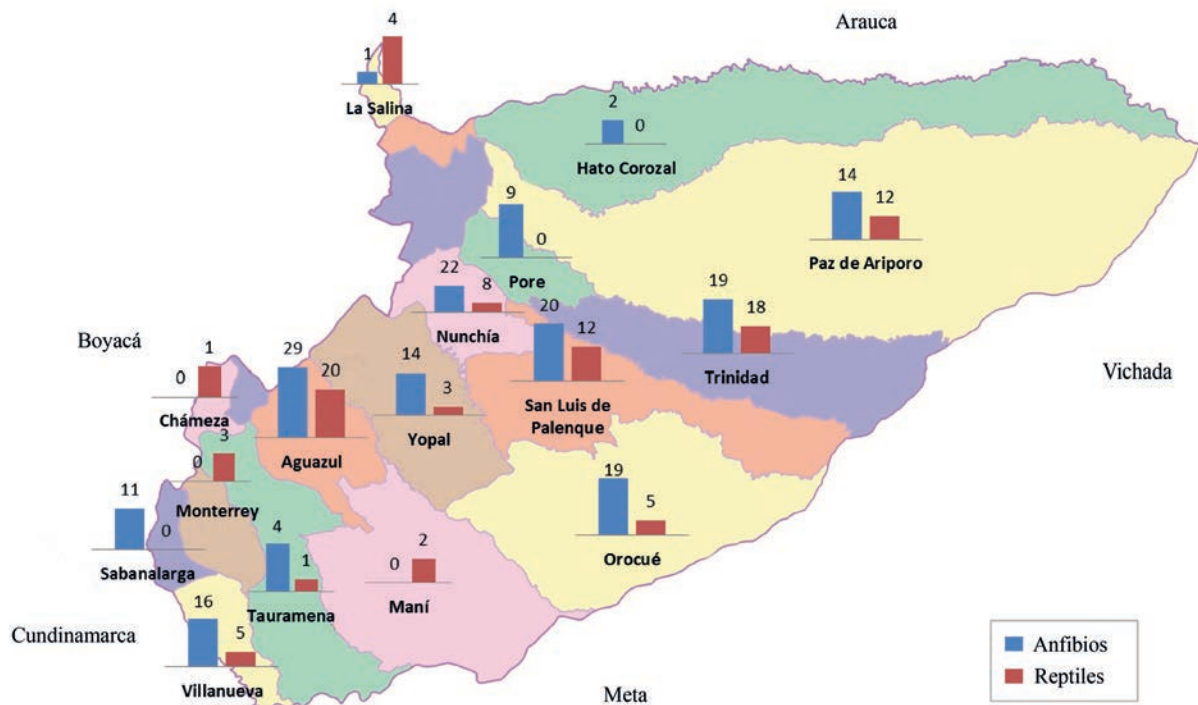 Arauca
1
4
La Salina
2
0
Hato Corozal
14
12
Paz de Ariporo
9
0
Pore
22
8
Nunchía
19
18
Trinidad
20
12
San Luis de
Palenque
Boyacá
Vichada
0
1
Chámeza
29
20
Aguazul
14
3
Yopal
0
3
Monterrey
11
0
Sabanalarga
4
1
Tauramena
0
2
Maní
19
5
Orocué
16
5
Villanueva
Cundinamarca
Meta
Anfibios
Reptiles